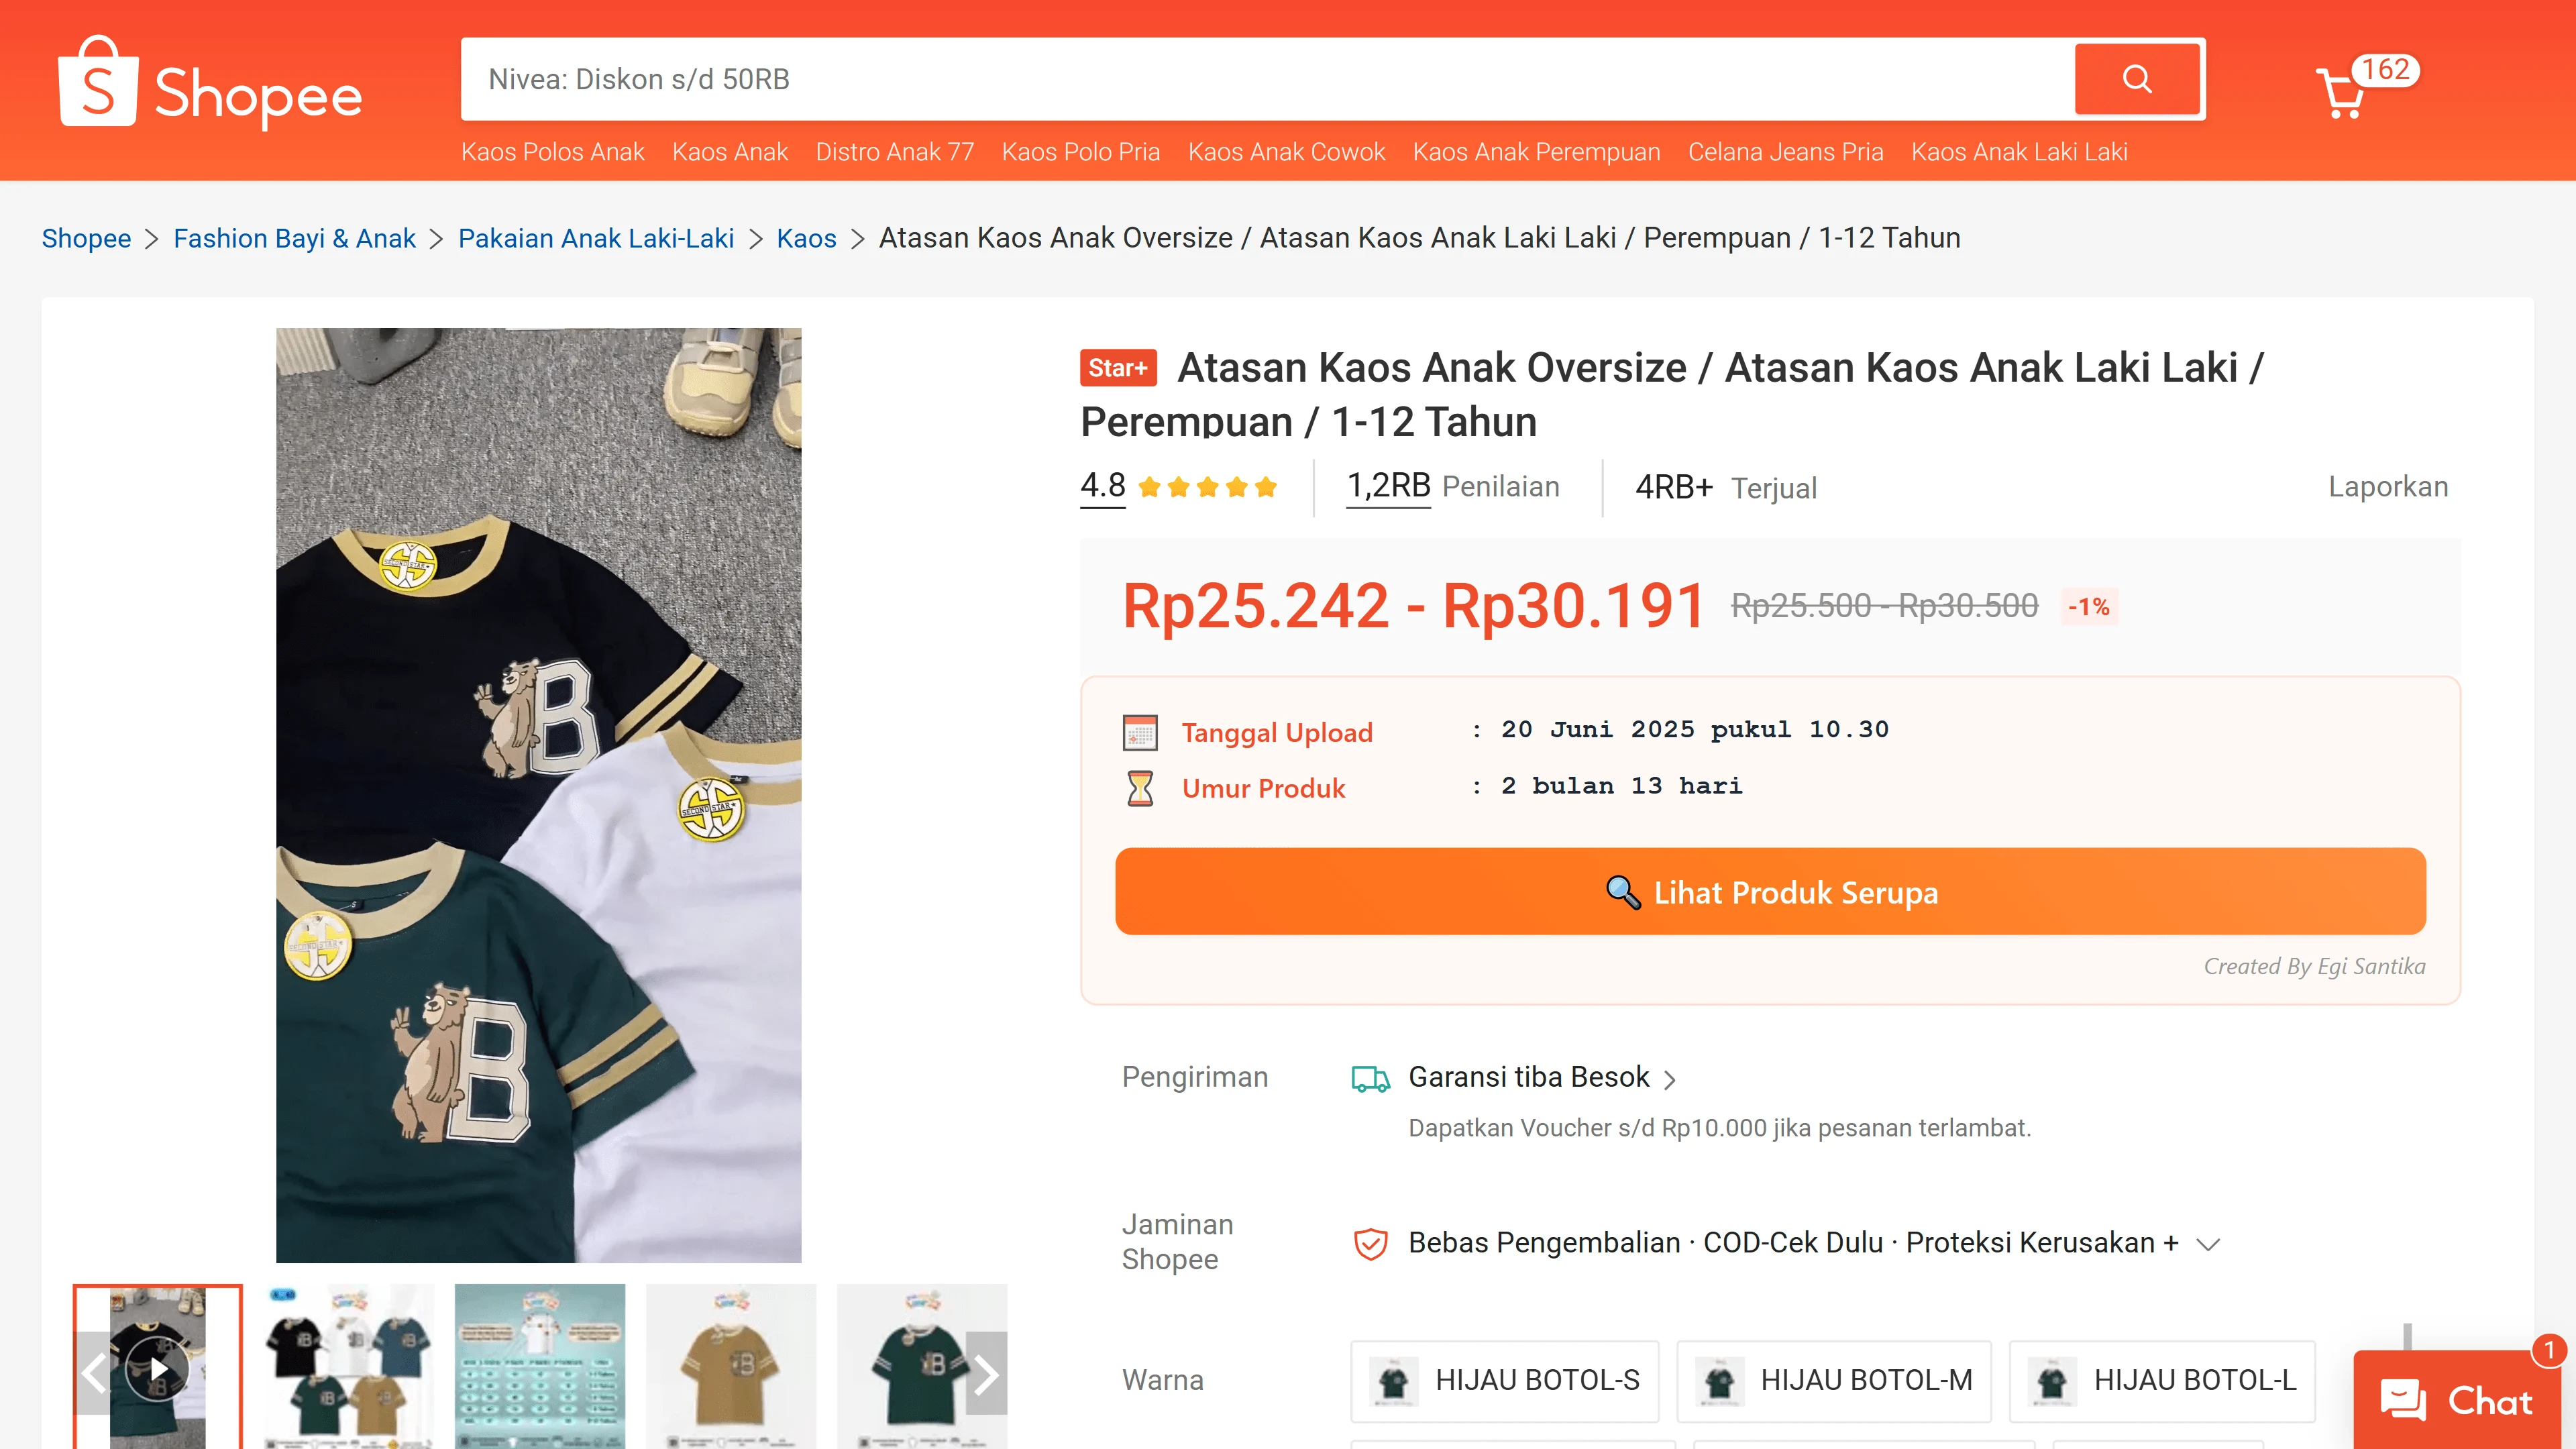 Shopee
Nivea: Diskon s/d 50RB
162
Kaos Polos Anak Kaos Anak Distro Anak 77 Kaos Polo Pria Kaos Anak Cowok Kaos Anak Perempuan Celana Jeans Pria Kaos Anak Laki Laki
Shopee > Fashion Bayi & Anak > Pakaian Anak Laki-Laki > Kaos > Atasan Kaos Anak Oversize / Atasan Kaos Anak Laki Laki / Perempuan / 1-12 Tahun
SECOND STAR
B
SECOND STAR
SECOND STAR
B
Star+ Atasan Kaos Anak Oversize / Atasan Kaos Anak Laki Laki /
Perempuan / 1-12 Tahun
4.8 1,2RB Penilaian 4RB+ Terjual Laporkan
Rp25.242 - Rp30.191 Rp25.500 - Rp30.500 -1%
Tanggal Upload : 20 Juni 2025 pukul 10.30
Umur Produk : 2 bulan 13 hari
Lihat Produk Serupa
Created By Egi Santika
Pengiriman Garansi tiba Besok >
Dapatkan Voucher s/d Rp10.000 jika pesanan terlambat.
Jaminan
Shopee
Bebas Pengembalian · COD-Cek Dulu · Proteksi Kerusakan +
Warna HIJAU BOTOL-S HIJAU BOTOL-M HIJAU BOTOL-L
1
Chat